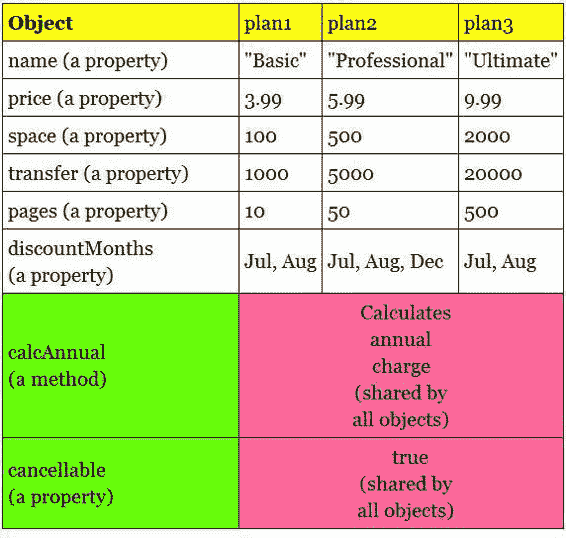 Object plan1 plan2 plan3
name (a property) "Basic" "Professional" "Ultimate"
price (a property) 3.99 5.99 9.99
space (a property) 100 500 2000
transfer (a property) 1000 5000 20000
pages (a property) 10 50 500
discountMonths
(a property) Jul, Aug Jul, Aug, Dec Jul, Aug
calcAnnual
(a method)
Calculates
annual
charge
(shared by
all objects)
cancellable
(a property)
true
(shared by
all objects)